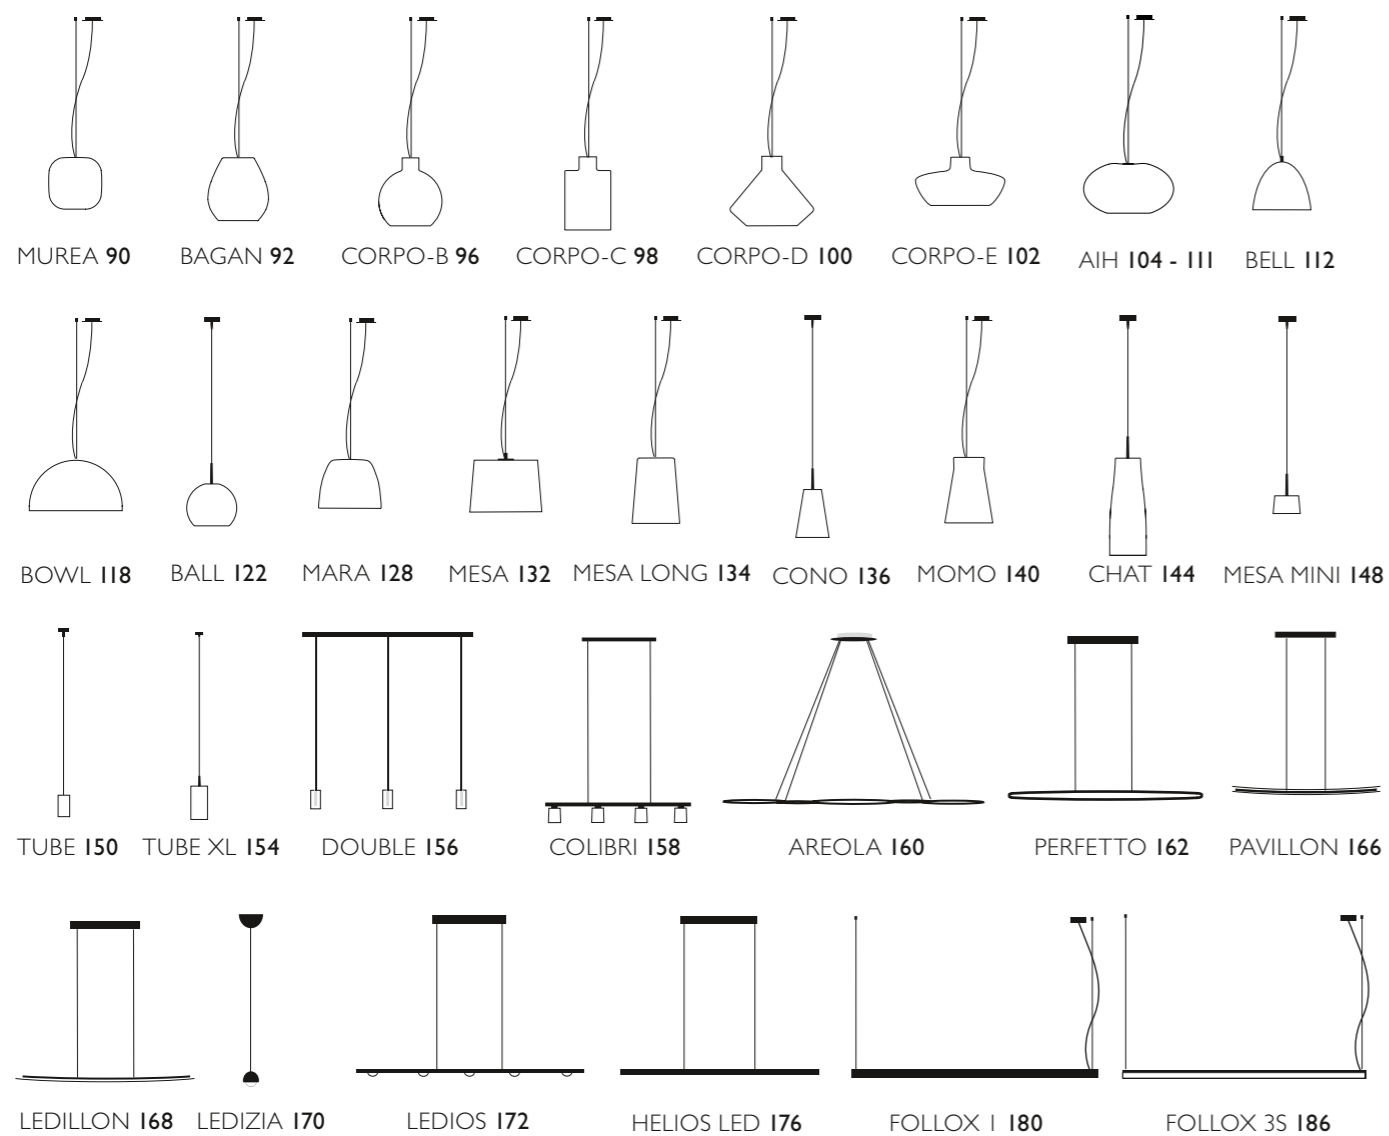 MUREA 90 BAGAN 92 CORPO-B 96 CORPO-C 98 CORPO-D 100 CORPO-E 102 AIH 104 - 111 BELL 112
BOWL 118 BALL 122 MARA 128 MESA 132 MESA LONG 134 CONO 136 MOMO 140 CHAT 144 MESA MINI 148
TUBE 150 TUBE XL 154 DOUBLE 156 COLIBRI 158 AREOLA 160 PERFETTO 162 PAVILLON 166
LEDILLON 168 LEDIZIA 170 LEDIOS 172 HELIOS LED 176 FOLLOX 1 180 FOLLOX 3S 186